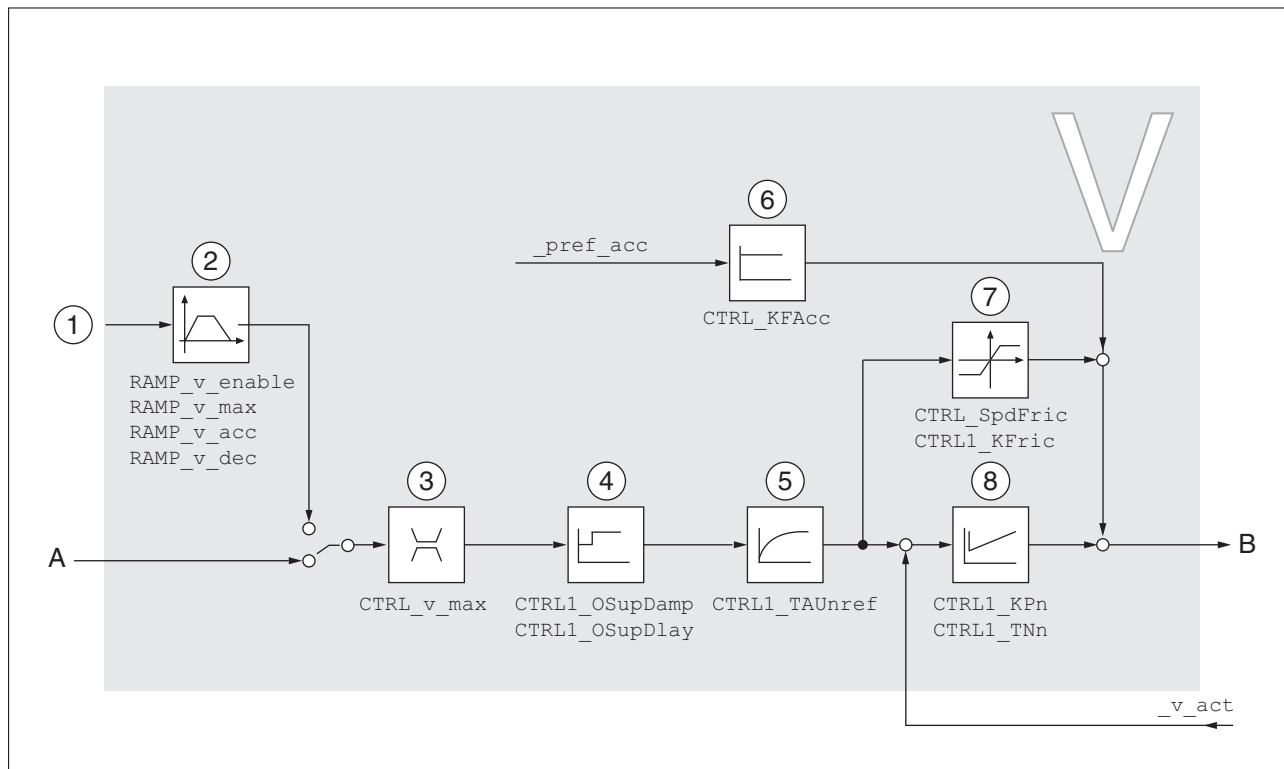 V
6
_pref_acc
2
CTRL_KFAcc
7
1
RAMP_v_enable
RAMP_v_max
RAMP_v_acc
RAMP_v_dec
CTRL_SpdFric
CTRL1_KFric
3
4
5
8
A
B
CTRL_v_max
CTRL1_OSupDamp
CTRL1_OSupDlay
CTRL1_TAUnref
CTRL1_KPn
CTRL1_TNn
_v_act